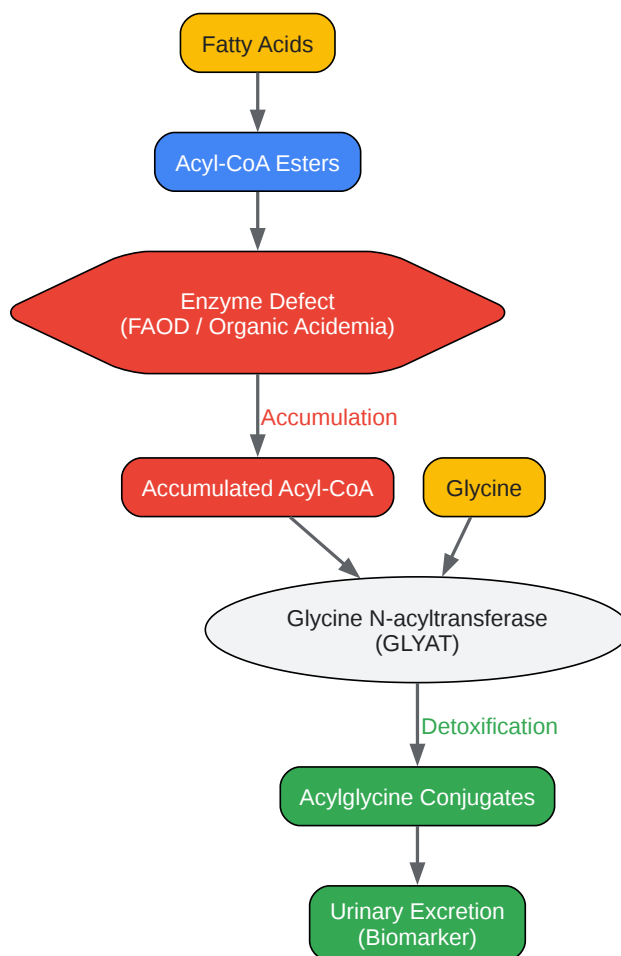 Fatty Acids
Acyl-CoA Esters
Enzyme Defect
(FAOD / Organic Acidemia)
Accumulation
Accumulated Acyl-CoA
Glycine
Glycine N-acyltransferase
(GLYAT)
Detoxification
Acylglycine Conjugates
Urinary Excretion
(Biomarker)